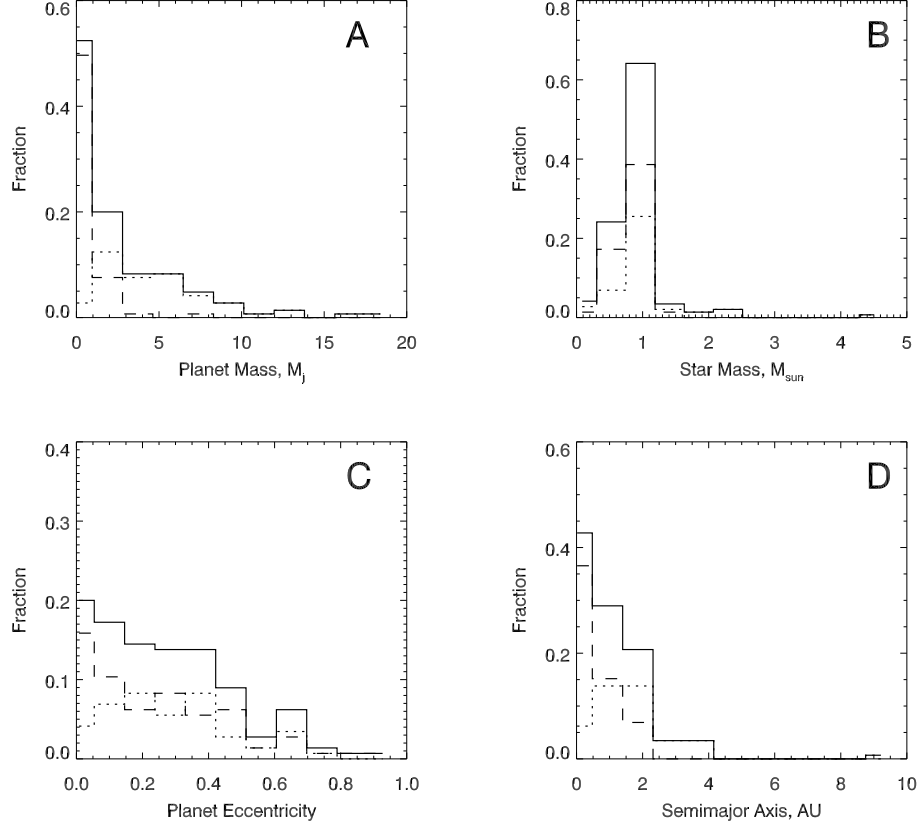 A
0.6
0.4
0.2
0.0
Fraction
0 5 10 15 20
Planet Mass, Mj
B
0.8
0.6
0.4
0.2
0.0
Fraction
0 1 2 3 4 5
Star Mass, Msun
C
0.4
0.3
0.2
0.1
0.0
Fraction
0.0 0.2 0.4 0.6 0.8 1.0
Planet Eccentricity
D
0.6
0.4
0.2
0.0
Fraction
0 2 4 6 8 10
Semimajor Axis, AU